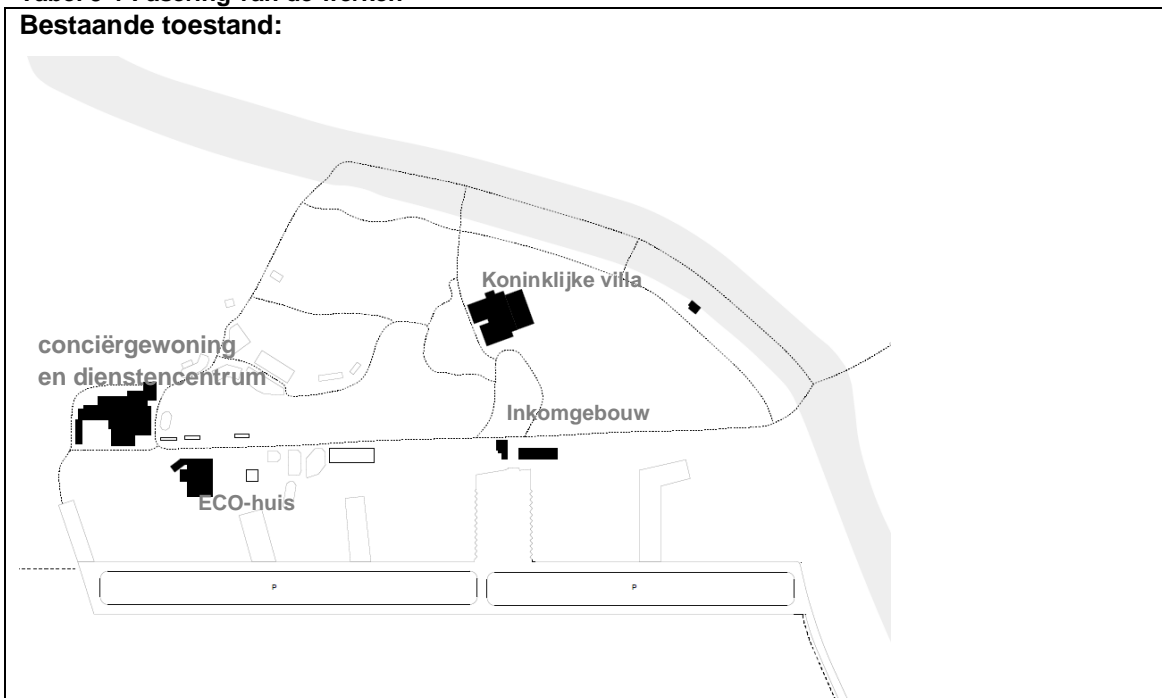 Bestaande toestand:
Koninklijke villa
conciërgewoning
en dienstencentrum
Inkomgebouw
ECO-huis
P
P